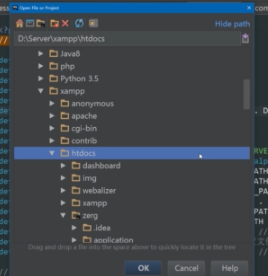 Open File or Project
Hide path
D:\Server\xampp\htdocs
Java8
php
Python 3.5
xampp
anonymous
apache
cgi-bin
contrib
htdocs
dashboard
img
webalizer
xampp
zerg
.idea
application
Drag and drop a file into the space above to quickly locate it in the tree
OK
Cancel
Help